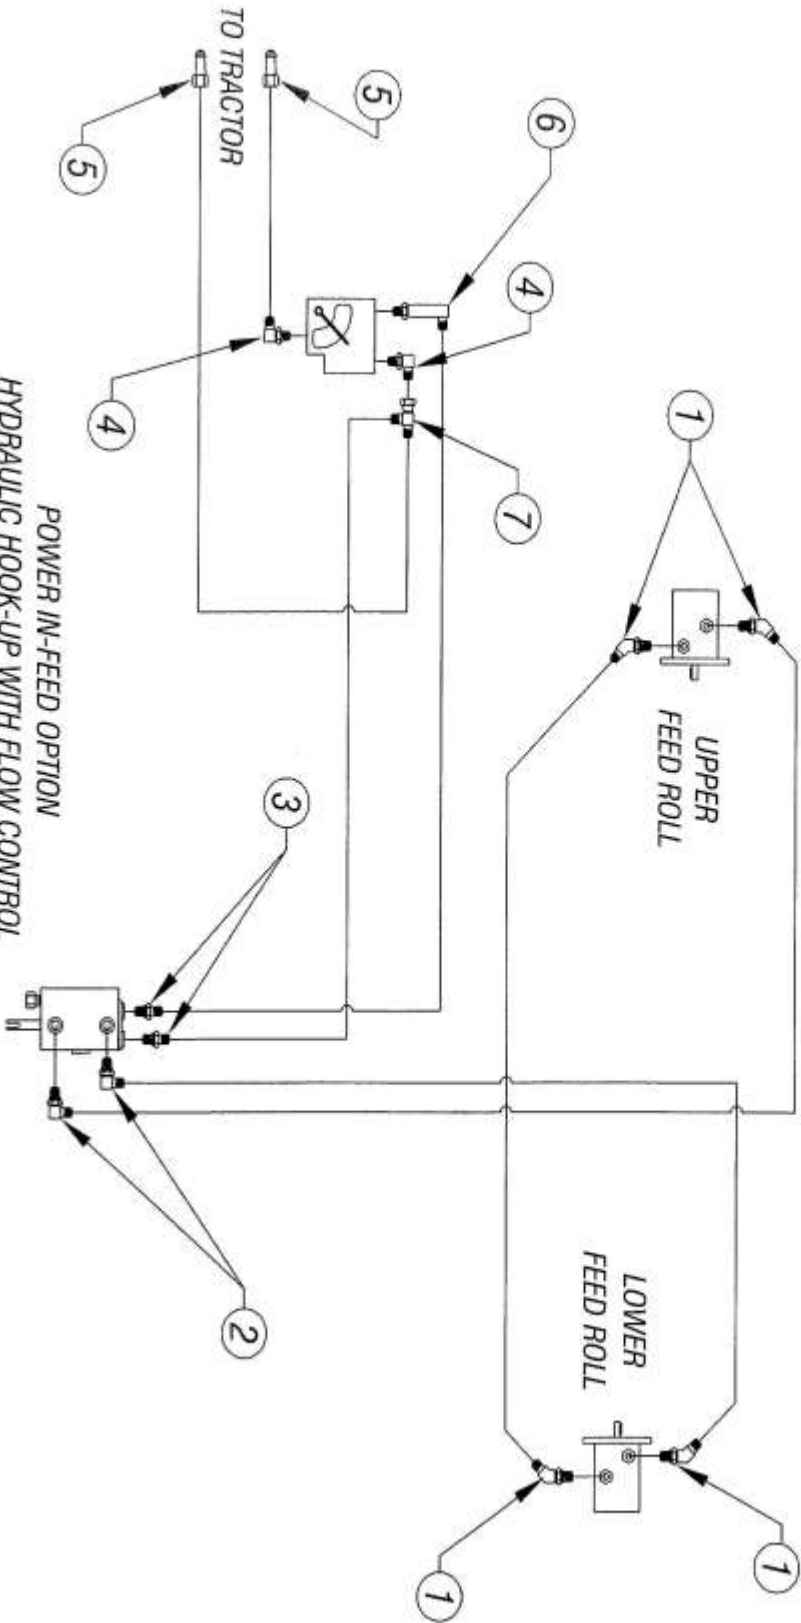 1
UPPER
FEED ROLL
1
LOWER
FEED ROLL
6
4
7
1
5
3
2
TO TRACTOR
4
5
POWER IN-FEED OPTION
HYDRAULIC HOOK-UP WITH FLOW CONTROL